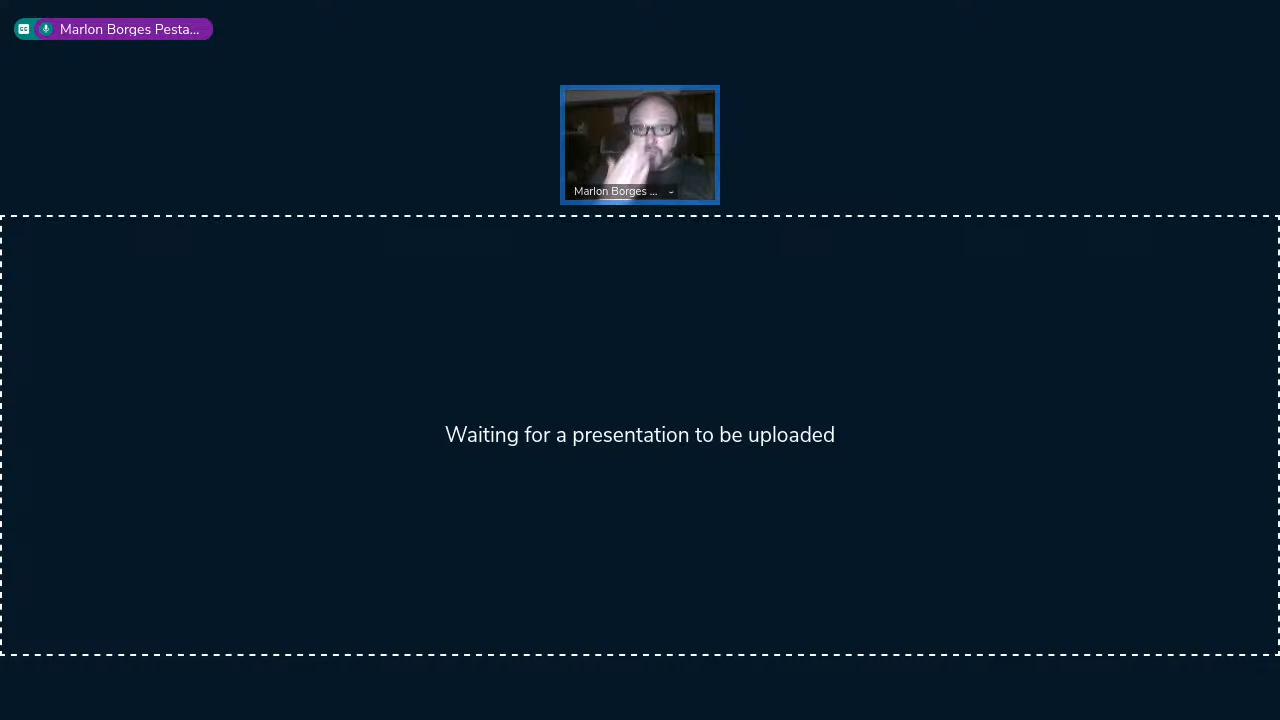 Marlon Borges Pesta...
Marlon Borges ...
Waiting for a presentation to be uploaded